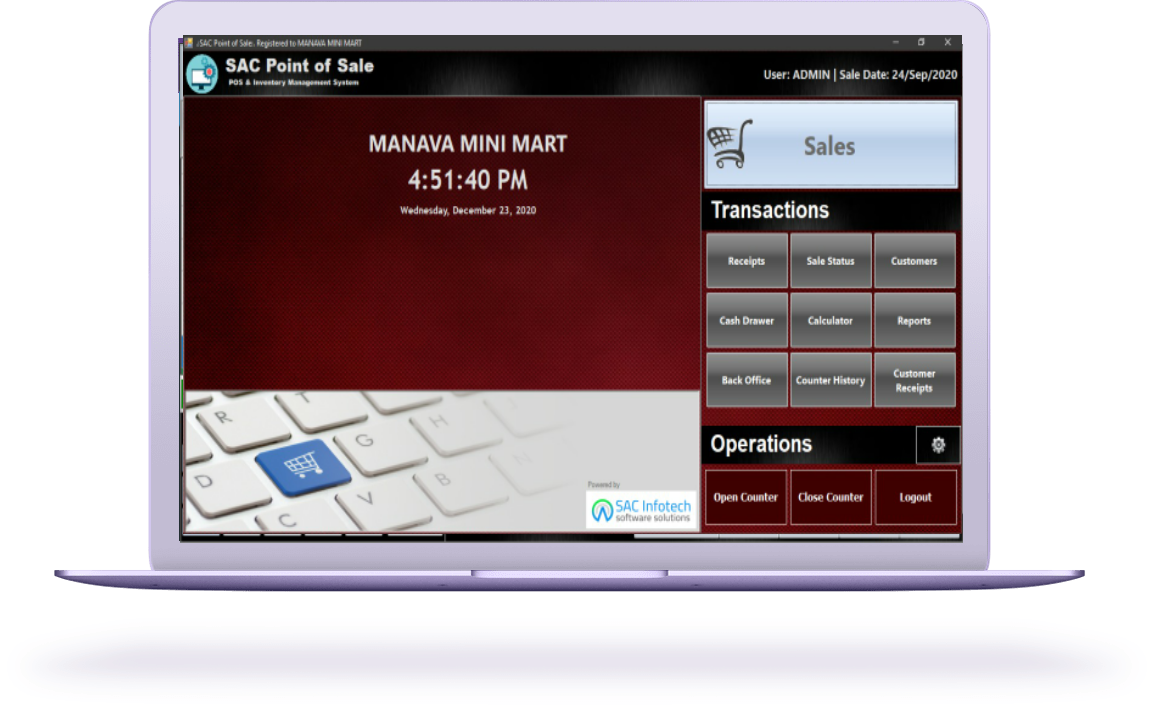 .:SAC Point of Sale. Registered to MANAVA MINI MART
SAC Point of Sale
POS & Inventory Management System
User: ADMIN | Sale Date: 24/Sep/2020
MANAVA MINI MART
4:51:40 PM
Wednesday, December 23, 2020
Sales
Transactions
Receipts
Sale Status
Customers
Cash Drawer
Calculator
Reports
Back Office
Counter History
Customer
Receipts
Operations
Open Counter
Close Counter
Logout
R
T
G
H
D
V
B
N
C
Powered by
SAC Infotech
software solutions